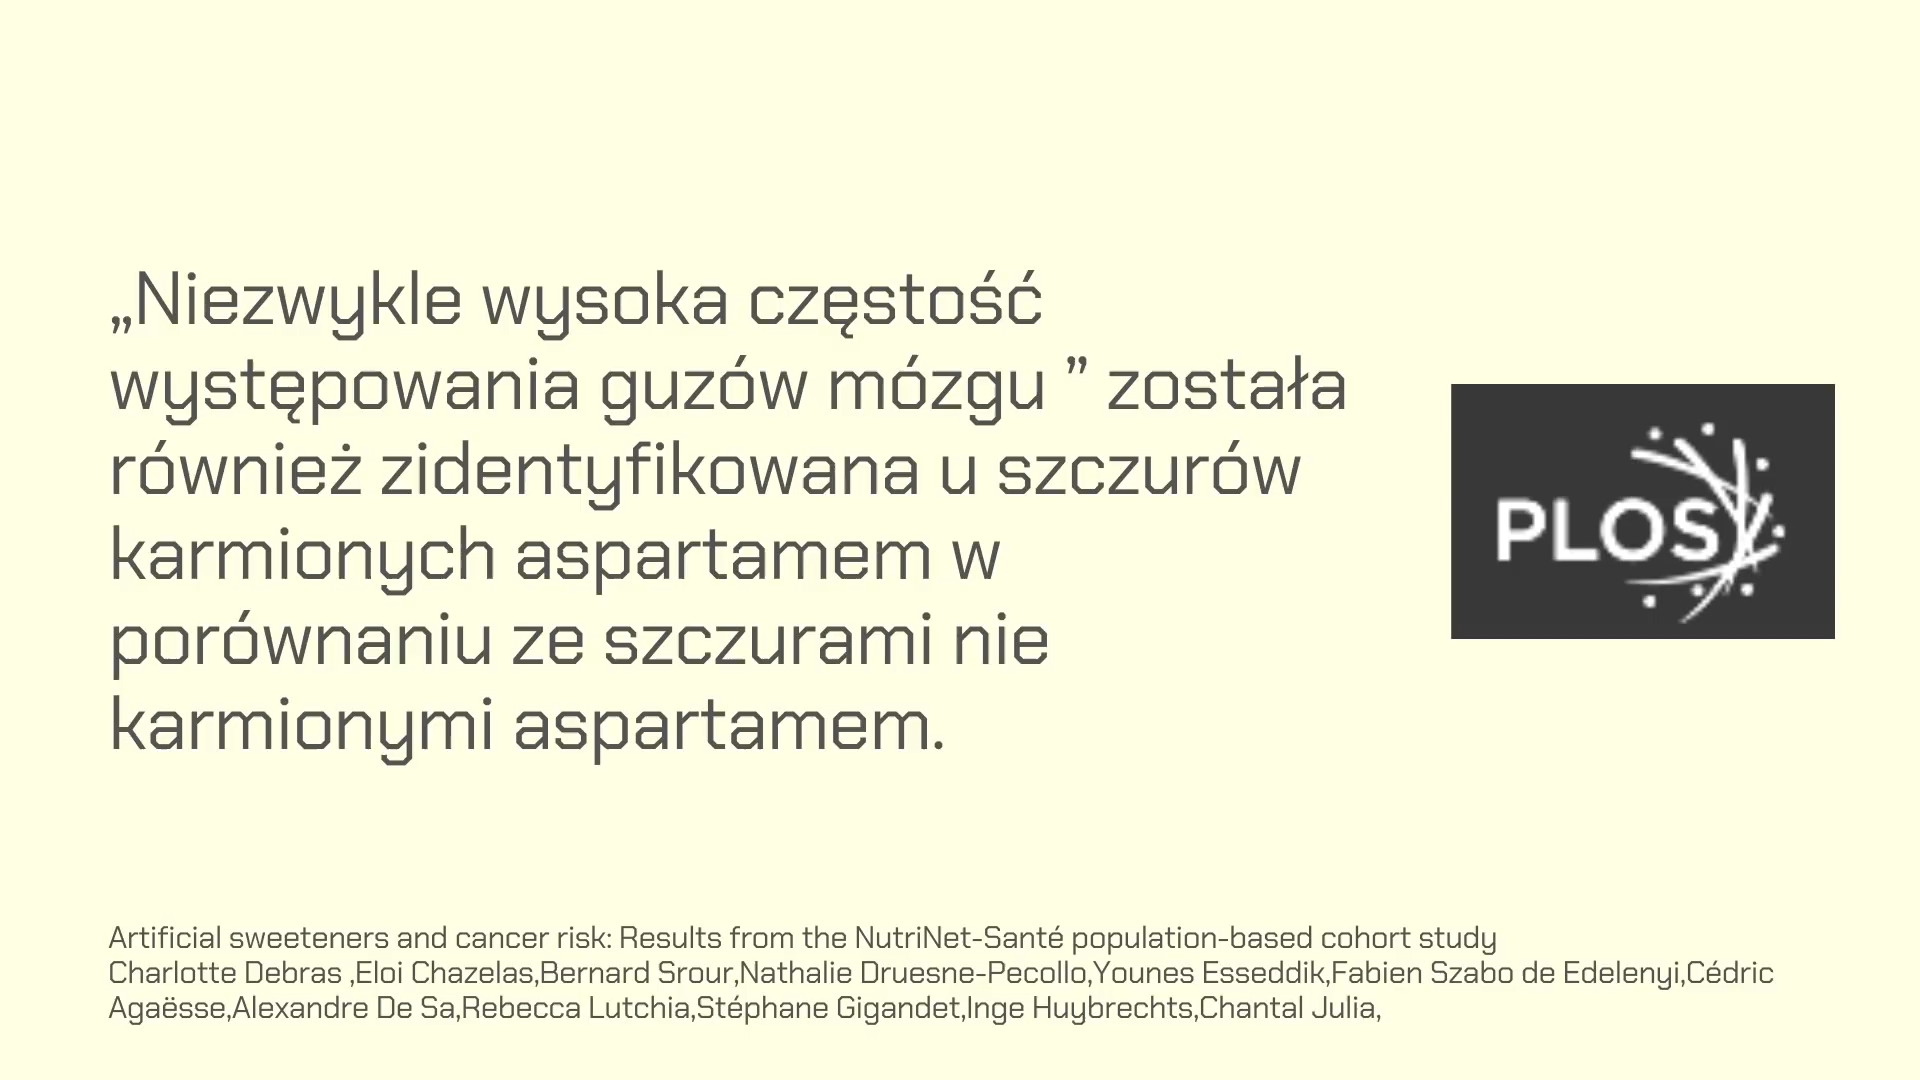 „Niezwykle wysoka częstość
występowania guzów mózgu ” została
również zidentyfikowana u szczurów
karmionych aspartamem w
porównaniu ze szczurami nie
karmionymi aspartamem.
PLOS
Artificial sweeteners and cancer risk: Results from the NutriNet-Santé population-based cohort study
Charlotte Debras ,Eloi Chazelas,Bernard Srour,Nathalie Druesne-Pecollo,Younes Esseddik,Fabien Szabo de Edelenyi,Cédric
Agaësse,Alexandre De Sa,Rebecca Lutchia,Stéphane Gigandet,Inge Huybrechts,Chantal Julia,